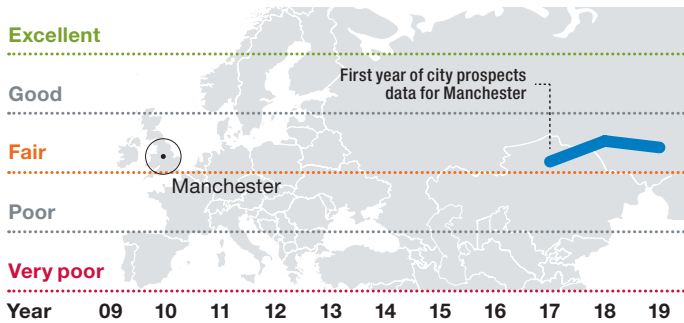 Excellent
First year of city prospects
data for Manchester
Good
Fair
Manchester
Poor
Very poor
Year 09 10 11 12 13 14 15 16 17 18 19